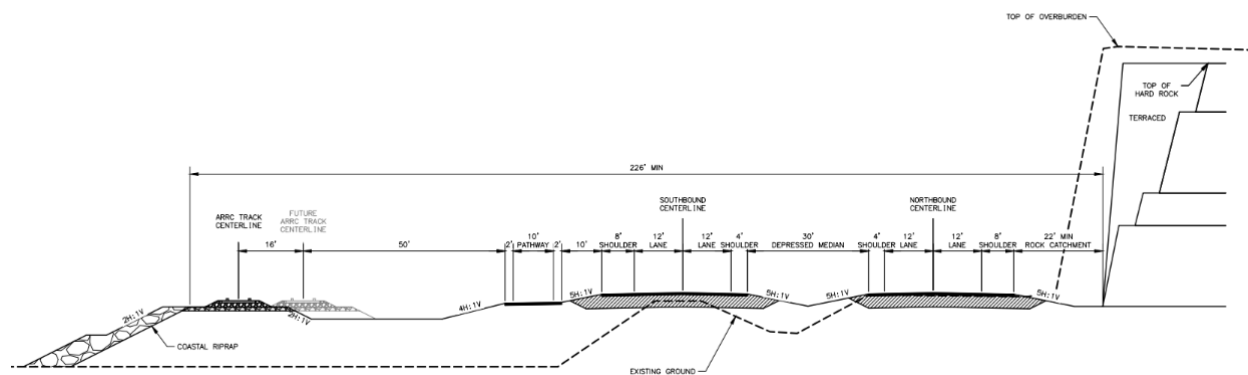 TOP OF OVERBURDEN
TOP OF
HARD ROCK
TERRACED
226' MIN
SOUTHBOUND
CENTERLINE
NORTHBOUND
CENTERLINE
ARRC TRACK
CENTERLINE
FUTURE
ARRC TRACK
CENTERLINE
16'
50'
2'
10'
PATHWAY
2'
10'
8'
SHOULDER
12'
LANE
12'
LANE
4'
SHOULDER
30'
DEPRESSED MEDIAN
4'
SHOULDER
12'
LANE
12'
LANE
8'
SHOULDER
22' MIN
ROCK CATCHMENT
2H:1V
2H:1V
4H:1V
5H:1V
5H:1V
5H:1V
5H:1V
COASTAL RIPRAP
EXISTING GROUND